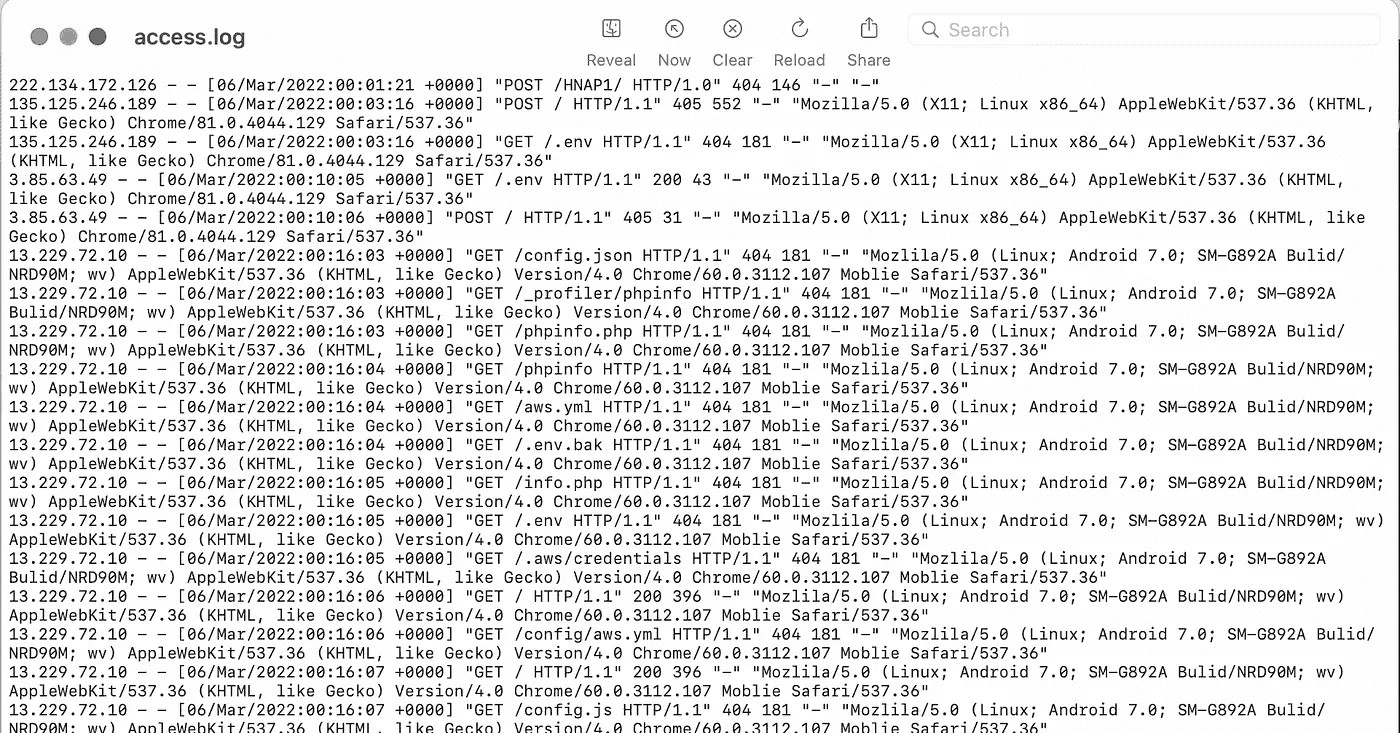 access.log
Reveal
Now
Clear
Reload
Share
Search
222.134.172.126 - - [06/Mar/2022:00:01:21 +0000] "POST /HNAP1/ HTTP/1.0" 404 146 "-" "-"
135.125.246.189 - - [06/Mar/2022:00:03:16 +0000] "POST / HTTP/1.1" 405 552 "-" "Mozilla/5.0 (X11; Linux x86_64) AppleWebKit/537.36 (KHTML,
like Gecko) Chrome/81.0.4044.129 Safari/537.36"
135.125.246.189 - - [06/Mar/2022:00:03:16 +0000] "GET /.env HTTP/1.1" 404 181 "-" "Mozilla/5.0 (X11; Linux x86_64) AppleWebKit/537.36
(KHTML, like Gecko) Chrome/81.0.4044.129 Safari/537.36"
3.85.63.49 - - [06/Mar/2022:00:10:05 +0000] "GET /.env HTTP/1.1" 200 43 "-" "Mozilla/5.0 (X11; Linux x86_64) AppleWebKit/537.36 (KHTML,
like Gecko) Chrome/81.0.4044.129 Safari/537.36"
3.85.63.49 - - [06/Mar/2022:00:10:06 +0000] "POST / HTTP/1.1" 405 31 "-" "Mozilla/5.0 (X11; Linux x86_64) AppleWebKit/537.36 (KHTML, like
Gecko) Chrome/81.0.4044.129 Safari/537.36"
13.229.72.10 - - [06/Mar/2022:00:16:03 +0000] "GET /config.json HTTP/1.1" 404 181 "-" "Mozlila/5.0 (Linux; Android 7.0; SM-G892A Bulid/
NRD90M; wv) AppleWebKit/537.36 (KHTML, like Gecko) Version/4.0 Chrome/60.0.3112.107 Moblie Safari/537.36"
13.229.72.10 - - [06/Mar/2022:00:16:03 +0000] "GET /_profiler/phpinfo HTTP/1.1" 404 181 "-" "Mozlila/5.0 (Linux; Android 7.0; SM-G892A
Bulid/NRD90M; wv) AppleWebKit/537.36 (KHTML, like Gecko) Version/4.0 Chrome/60.0.3112.107 Moblie Safari/537.36"
13.229.72.10 - - [06/Mar/2022:00:16:03 +0000] "GET /phpinfo.php HTTP/1.1" 404 181 "-" "Mozlila/5.0 (Linux; Android 7.0; SM-G892A Bulid/
NRD90M; wv) AppleWebKit/537.36 (KHTML, like Gecko) Version/4.0 Chrome/60.0.3112.107 Moblie Safari/537.36"
13.229.72.10 - - [06/Mar/2022:00:16:04 +0000] "GET /phpinfo HTTP/1.1" 404 181 "-" "Mozlila/5.0 (Linux; Android 7.0; SM-G892A Bulid/NRD90M;
wv) AppleWebKit/537.36 (KHTML, like Gecko) Version/4.0 Chrome/60.0.3112.107 Moblie Safari/537.36"
13.229.72.10 - - [06/Mar/2022:00:16:04 +0000] "GET /aws.yml HTTP/1.1" 404 181 "-" "Mozlila/5.0 (Linux; Android 7.0; SM-G892A Bulid/NRD90M;
wv) AppleWebKit/537.36 (KHTML, like Gecko) Version/4.0 Chrome/60.0.3112.107 Moblie Safari/537.36"
13.229.72.10 - - [06/Mar/2022:00:16:04 +0000] "GET /.env.bak HTTP/1.1" 404 181 "-" "Mozlila/5.0 (Linux; Android 7.0; SM-G892A Bulid/NRD90M;
wv) AppleWebKit/537.36 (KHTML, like Gecko) Version/4.0 Chrome/60.0.3112.107 Moblie Safari/537.36"
13.229.72.10 - - [06/Mar/2022:00:16:05 +0000] "GET /info.php HTTP/1.1" 404 181 "-" "Mozlila/5.0 (Linux; Android 7.0; SM-G892A Bulid/NRD90M;
wv) AppleWebKit/537.36 (KHTML, like Gecko) Version/4.0 Chrome/60.0.3112.107 Moblie Safari/537.36"
13.229.72.10 - - [06/Mar/2022:00:16:05 +0000] "GET /.env HTTP/1.1" 404 181 "-" "Mozlila/5.0 (Linux; Android 7.0; SM-G892A Bulid/NRD90M; wv)
AppleWebKit/537.36 (KHTML, like Gecko) Version/4.0 Chrome/60.0.3112.107 Moblie Safari/537.36"
13.229.72.10 - - [06/Mar/2022:00:16:05 +0000] "GET /.aws/credentials HTTP/1.1" 404 181 "-" "Mozlila/5.0 (Linux; Android 7.0; SM-G892A
Bulid/NRD90M; wv) AppleWebKit/537.36 (KHTML, like Gecko) Version/4.0 Chrome/60.0.3112.107 Moblie Safari/537.36"
13.229.72.10 - - [06/Mar/2022:00:16:06 +0000] "GET / HTTP/1.1" 200 396 "-" "Mozlila/5.0 (Linux; Android 7.0; SM-G892A Bulid/NRD90M; wv)
AppleWebKit/537.36 (KHTML, like Gecko) Version/4.0 Chrome/60.0.3112.107 Moblie Safari/537.36"
13.229.72.10 - - [06/Mar/2022:00:16:06 +0000] "GET /config/aws.yml HTTP/1.1" 404 181 "-" "Mozlila/5.0 (Linux; Android 7.0; SM-G892A Bulid/
NRD90M; wv) AppleWebKit/537.36 (KHTML, like Gecko) Version/4.0 Chrome/60.0.3112.107 Moblie Safari/537.36"
13.229.72.10 - - [06/Mar/2022:00:16:07 +0000] "GET / HTTP/1.1" 200 396 "-" "Mozlila/5.0 (Linux; Android 7.0; SM-G892A Bulid/NRD90M; wv)
AppleWebKit/537.36 (KHTML, like Gecko) Version/4.0 Chrome/60.0.3112.107 Moblie Safari/537.36"
13.229.72.10 - - [06/Mar/2022:00:16:07 +0000] "GET /config.js HTTP/1.1" 404 181 "-" "Mozlila/5.0 (Linux; Android 7.0; SM-G892A Bulid/
NRD90M; wv) AppleWebKit/537.36 (KHTML, like Gecko) Version/4.0 Chrome/60.0.3112.107 Moblie Safari/537.36"